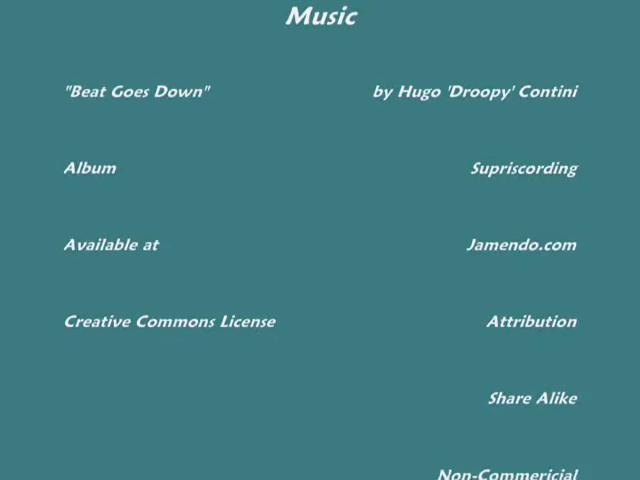 Music
"Beat Goes Down" by Hugo 'Droopy' Contini
Album Supriscording
Available at Jamendo.com
Creative Commons License Attribution
Share Alike
Non-Commericial